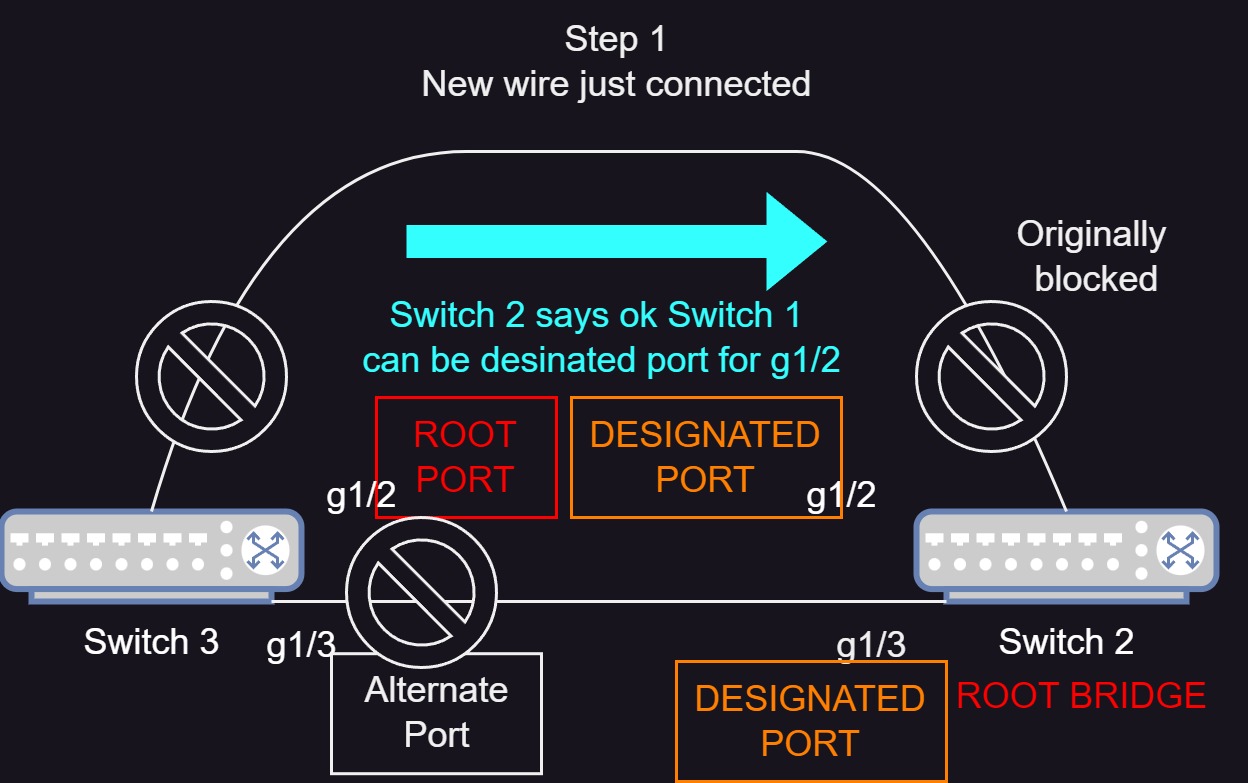 Step 1
New wire just connected
Originally
blocked
Switch 2 says ok Switch 1
can be desinated port for g1/2
ROOT
PORT
DESIGNATED
PORT
g1/2
g1/2
Switch 3
g1/3
g1/3
Switch 2
Alternate
Port
DESIGNATED
PORT
ROOT BRIDGE